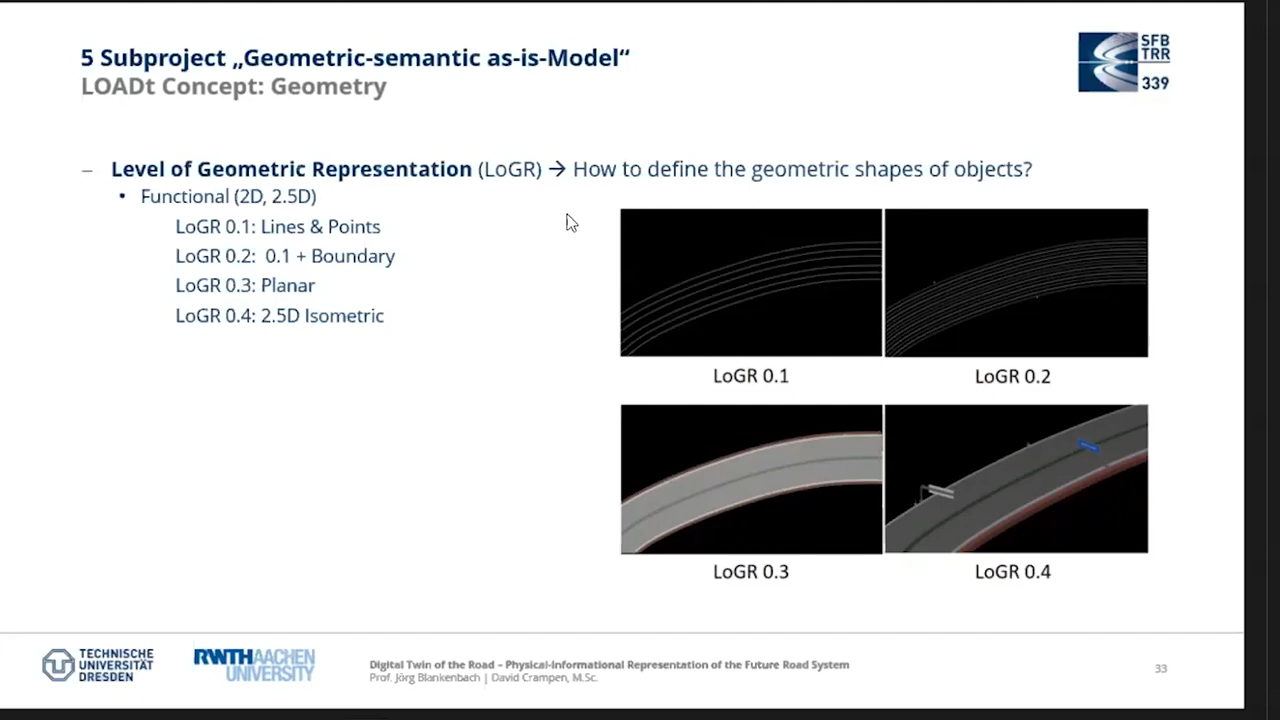 5 Subproject „Geometric-semantic as-is-Model“
LOADt Concept: Geometry
SFB
TRR
339
– Level of Geometric Representation (LoGR) → How to define the geometric shapes of objects?
• Functional (2D, 2.5D)
LoGR 0.1: Lines & Points
LoGR 0.2: 0.1 + Boundary
LoGR 0.3: Planar
LoGR 0.4: 2.5D Isometric
LoGR 0.1
LoGR 0.2
LoGR 0.3
LoGR 0.4
TECHNISCHE
UNIVERSITÄT
DRESDEN
RWTHAACHEN
UNIVERSITY
Digital Twin of the Road – Physical-Informational Representation of the Future Road System
Prof. Jörg Blankenbach | David Crampen, M.Sc.
33